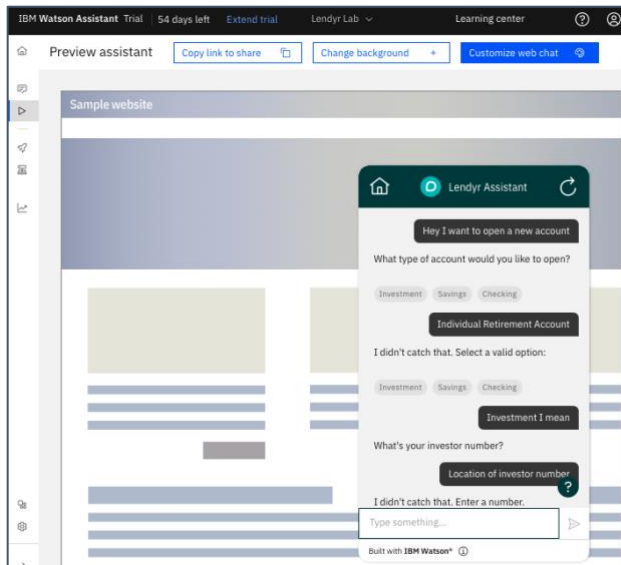 IBM Watson Assistant Trial 54 days left Extend trial Lendyr Lab Learning center
Preview assistant Copy link to share Change background + Customize web chat
Sample website
Lendyr Assistant
Hey I want to open a new account
What type of account would you like to open?
Investment Savings Checking
Individual Retirement Account
I didn't catch that. Select a valid option:
Investment Savings Checking
Investment I mean
What's your investor number?
Location of investor number
I didn't catch that. Enter a number.
Type something...
Built with IBM Watson®